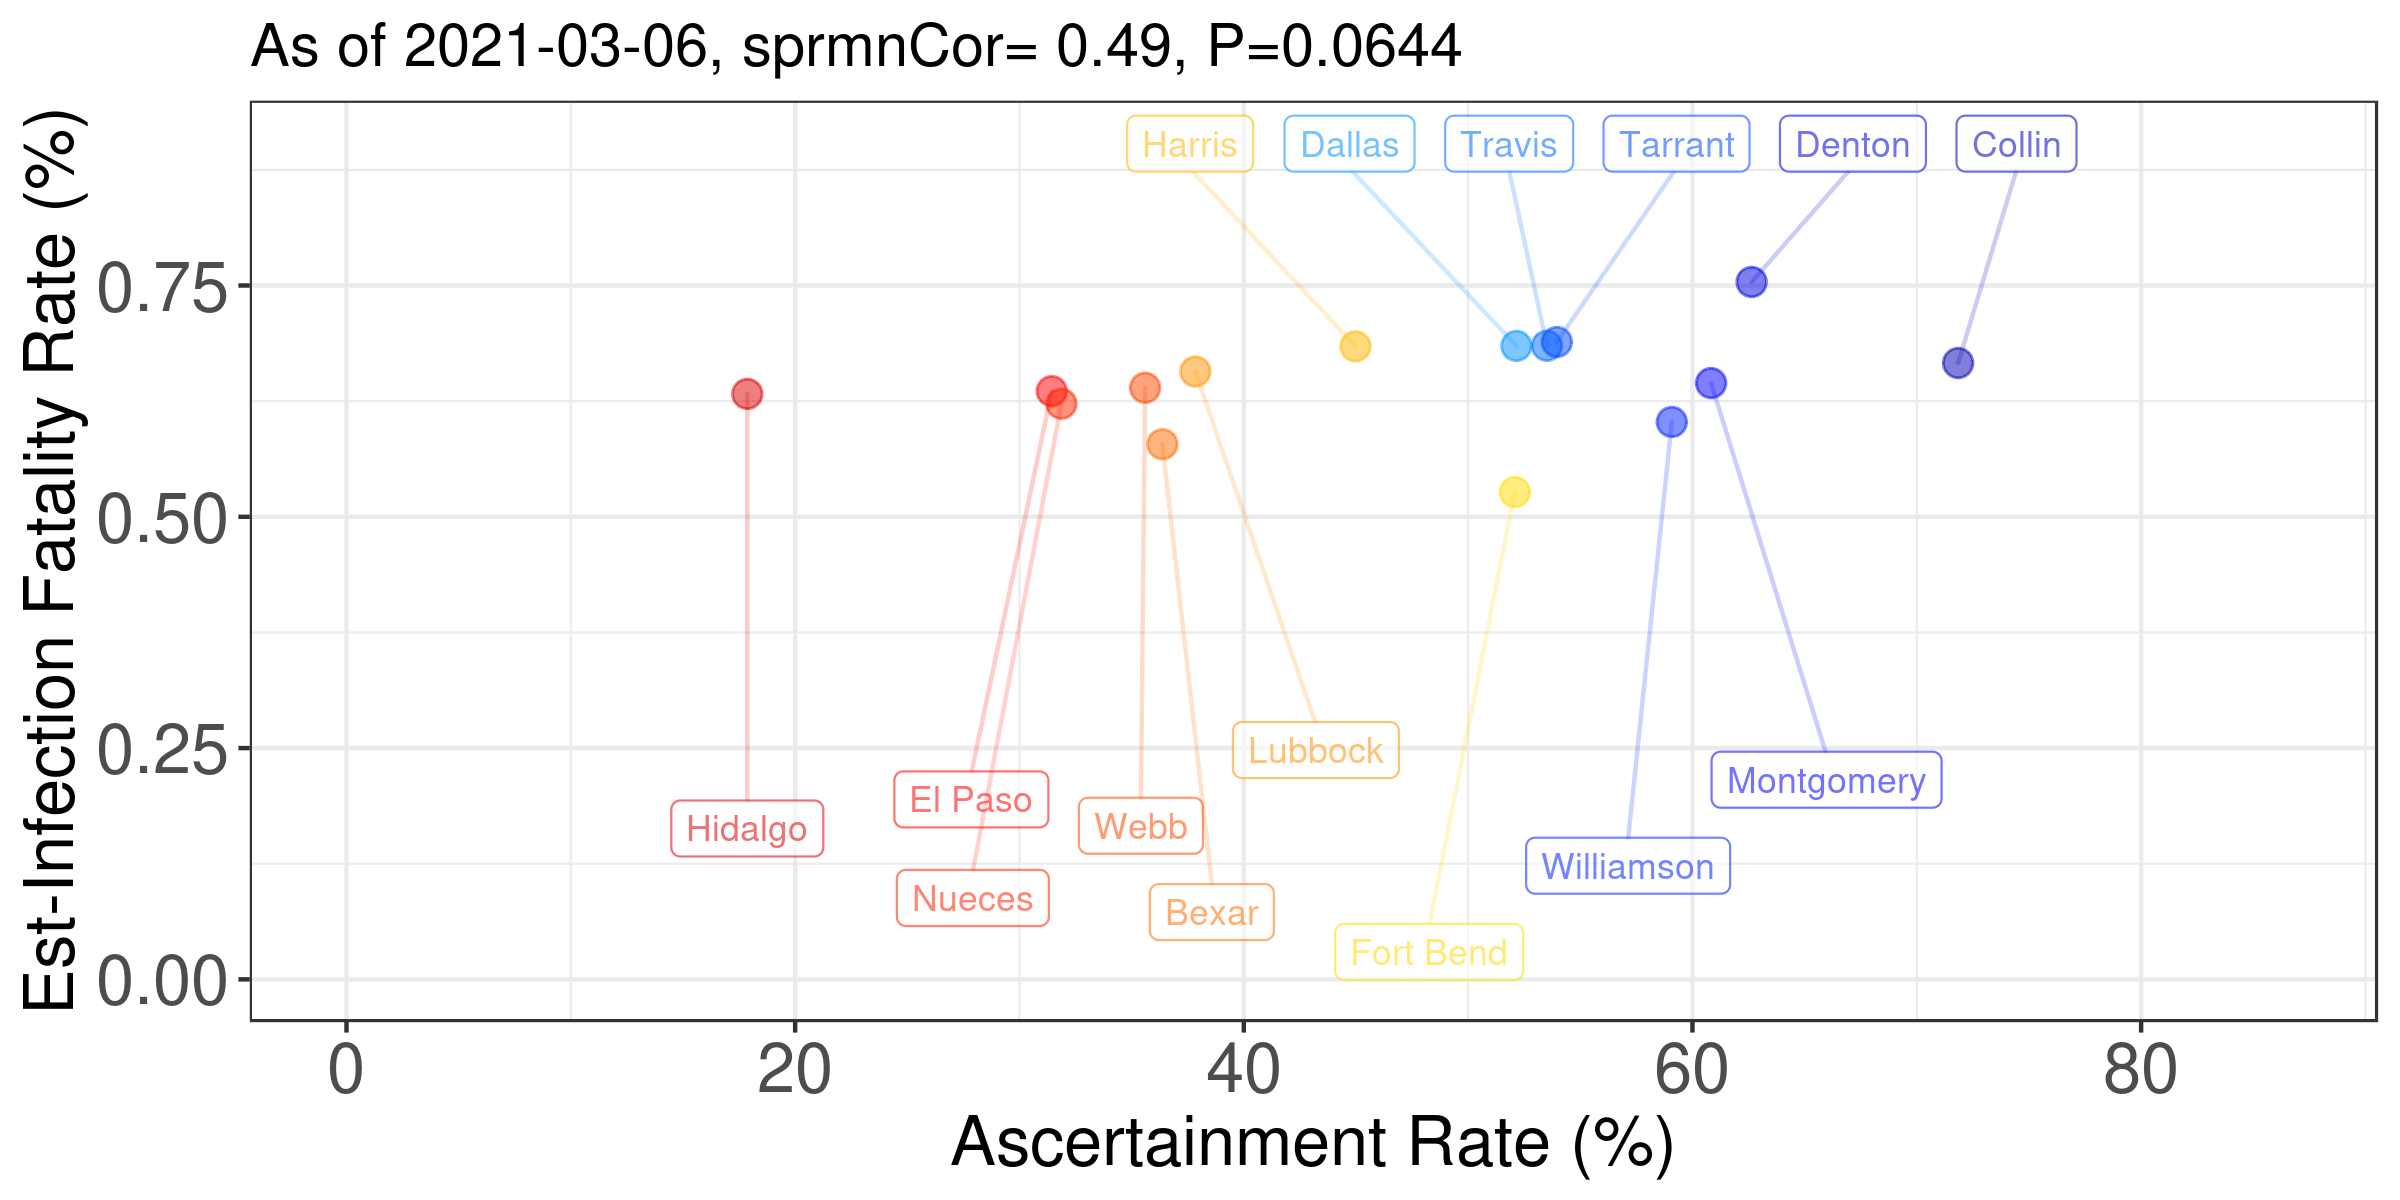 As of 2021-03-06, sprmnCor= 0.49, P=0.0644
Est-Infection Fatality Rate (%)
0.75
0.50
0.25
0.00
Harris
Dallas
Travis
Tarrant
Denton
Collin
Lubbock
El Paso
Montgomery
Hidalgo
Webb
Williamson
Nueces
Bexar
Fort Bend
0
20
40
60
80
Ascertainment Rate (%)